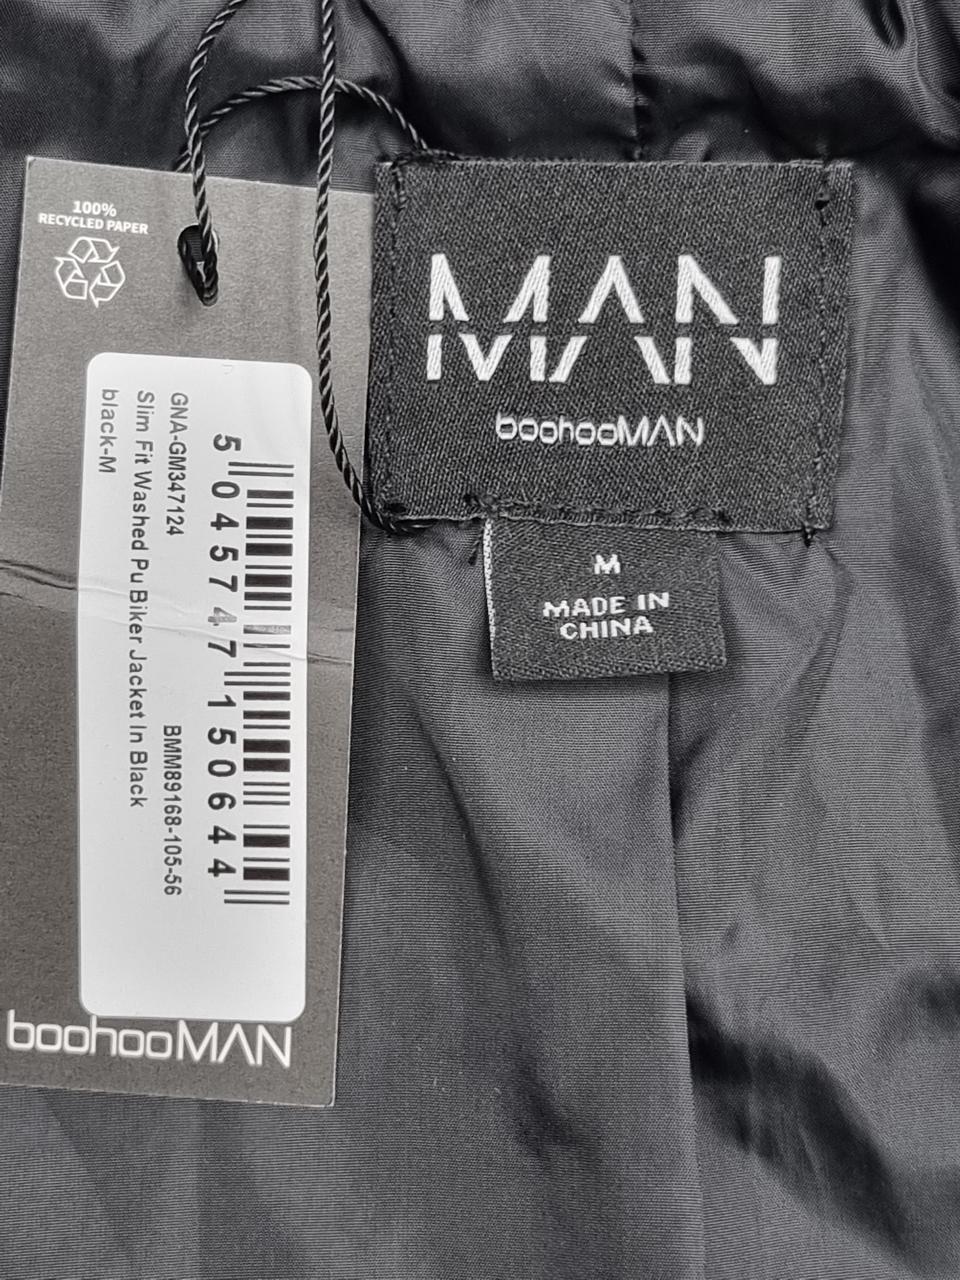 100%
RECYCLED PAPER
5 045747 150644
GNA-GM347124 BMM89168-105-56
Slim Fit Washed Pu Biker Jacket In Black
black-M
boohooMAN
MAN
boohooMAN
M
MADE IN
CHINA